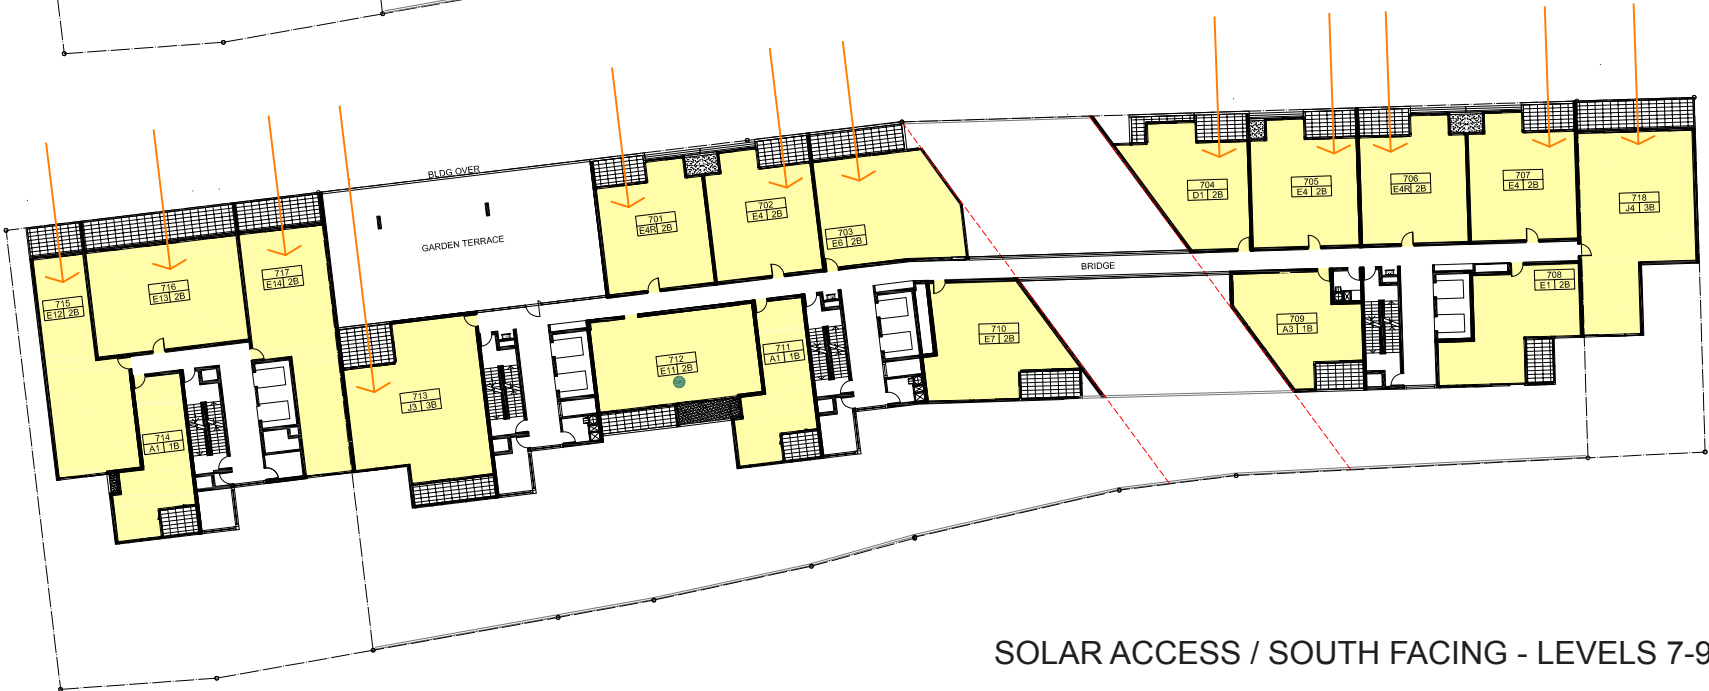 BLDG OVER
GARDEN TERRACE
701
E4R 2B
702
E4 2B
703
E6 2B
704
D1 2B
705
E4 2B
706
E4R 2B
707
E4 2B
718
J4 3B
715
E12 2B
716
E13 2B
717
E14 2B
BRIDGE
708
E1 2B
709
A3 1B
710
E7 2B
711
A1 1B
712
E11 2B
713
J3 3B
714
A1 1B
SOLAR ACCESS / SOUTH FACING - LEVELS 7-9